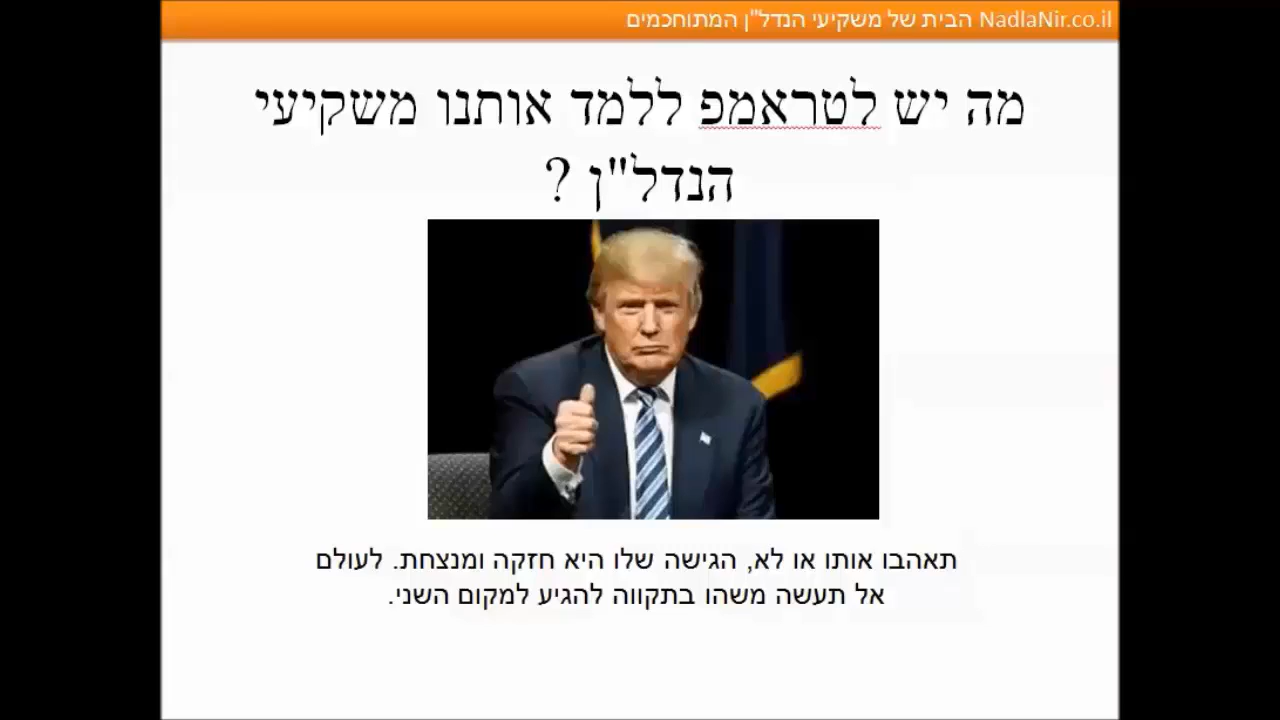 NadlaNir.co.il הבית של משקיעי הנדל"ן המתוחכמים
מה יש לטראמפ ללמד אותנו משקיעי
הנדל"ן ?
תאהבו אותו או לא, הגישה שלו היא חזקה ומנצחת. לעולם
אל תעשה משהו בתקווה להגיע למקום השני.